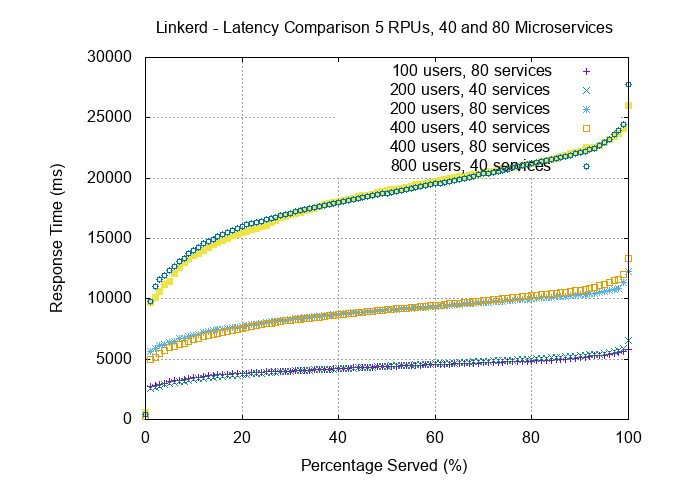 Linkerd - Latency Comparison 5 RPUs, 40 and 80 Microservices
30000
25000
20000
15000
10000
5000
0
Response Time (ms)
100 users, 80 services
200 users, 40 services
200 users, 80 services
400 users, 40 services
400 users, 80 services
800 users, 40 services
0 20 40 60 80 100
Percentage Served (%)